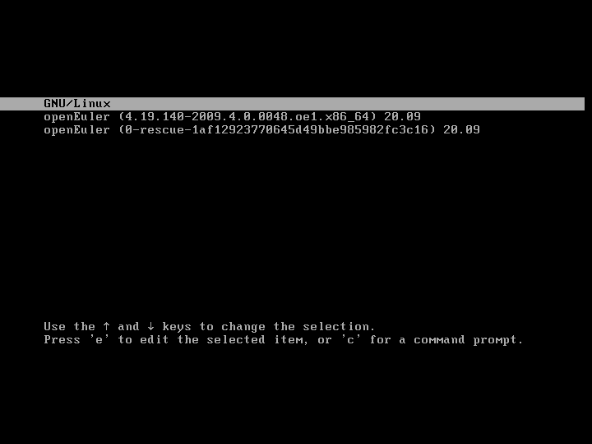 GNU/Linux
openEuler (4.19.140-2009.4.0.0048.oe1.x86_64) 20.09
openEuler (0-rescue-1af12923770645d49bbe985982fc3c16) 20.09
Use the ↑ and ↓ keys to change the selection.
Press 'e' to edit the selected item, or 'c' for a command prompt.